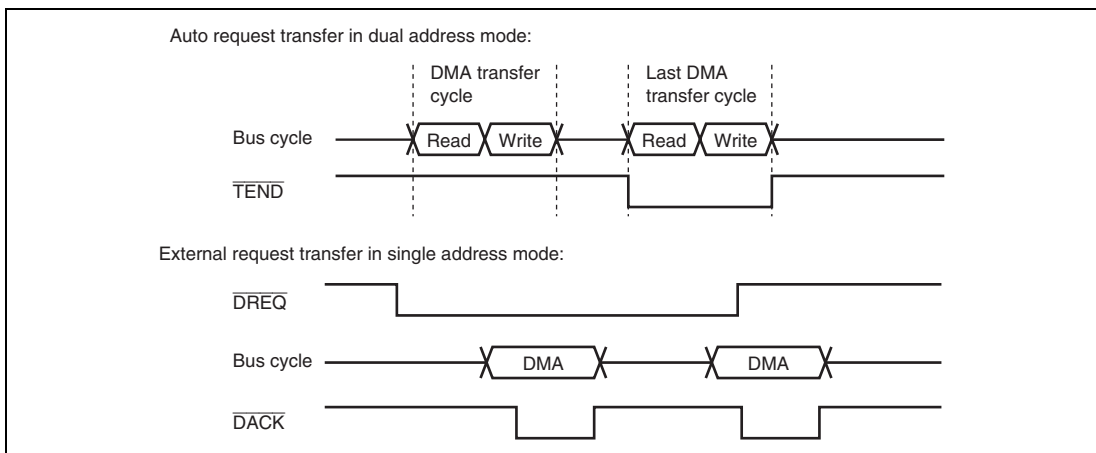 Auto request transfer in dual address mode:
DMA transfer
cycle
Last DMA
transfer cycle
Bus cycle
Read
Write
Read
Write
TEND
External request transfer in single address mode:
DREQ
Bus cycle
DMA
DMA
DACK